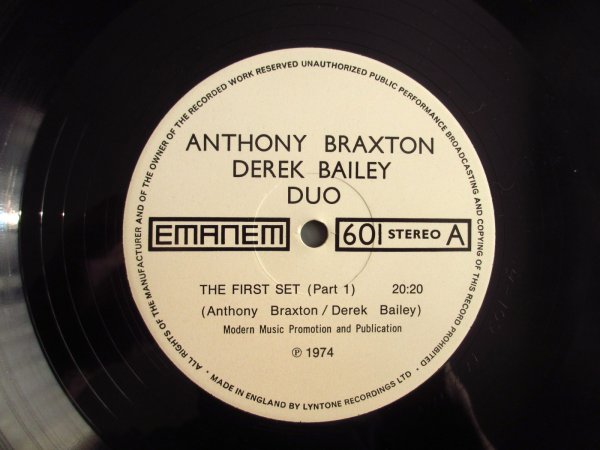 ALL RIGHTS OF THE MANUFACTURER AND OF THE OWNER OF THE RECORDED WORK RESERVED UNAUTHORIZED PUBLIC PERFORMANCE BROADCASTING AND COPYING OF THIS RECORD PROHIBITED
ANTHONY BRAXTON
DEREK BAILEY
DUO
EMANEM 601 STEREO A
THE FIRST SET (Part 1) 20:20
(Anthony Braxton/Derek Bailey)
Modern Music Promotion and Publication
℗ 1974
• MADE IN ENGLAND BY LYNTONE RECORDINGS LTD •